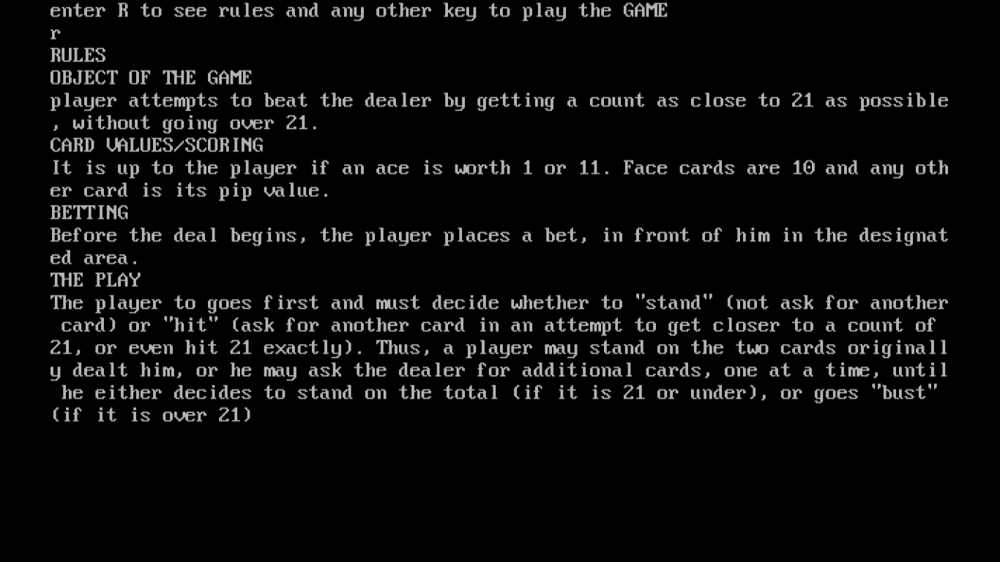 enter R to see rules and any other key to play the GAME
r
RULES
OBJECT OF THE GAME
player attempts to beat the dealer by getting a count as close to 21 as possible
, without going over 21.
CARD VALUES/SCORING
It is up to the player if an ace is worth 1 or 11. Face cards are 10 and any oth
er card is its pip value.
BETTING
Before the deal begins, the player places a bet, in front of him in the designat
ed area.
THE PLAY
The player to goes first and must decide whether to "stand" (not ask for another
 card) or "hit" (ask for another card in an attempt to get closer to a count of
21, or even hit 21 exactly). Thus, a player may stand on the two cards originall
y dealt him, or he may ask the dealer for additional cards, one at a time, until
 he either decides to stand on the total (if it is 21 or under), or goes "bust"
(if it is over 21)